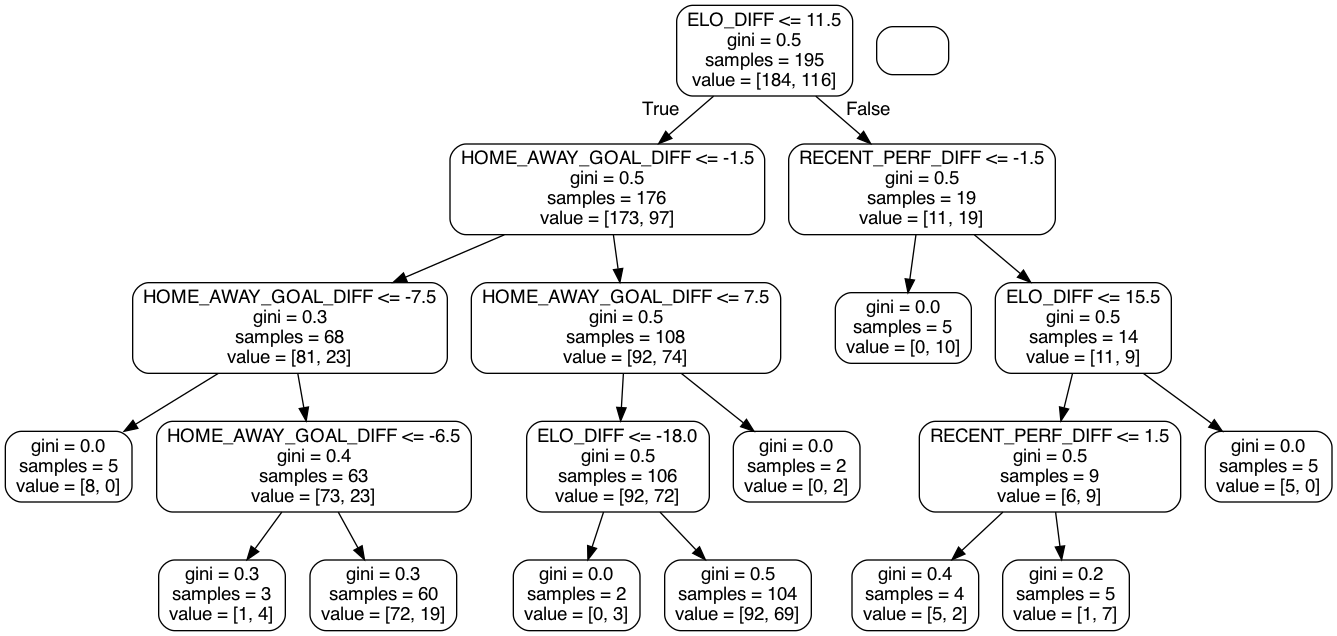 ELO_DIFF <= 11.5
gini = 0.5
samples = 195
value = [184, 116]
True
False
HOME_AWAY_GOAL_DIFF <= -1.5
gini = 0.5
samples = 176
value = [173, 97]
RECENT_PERF_DIFF <= -1.5
gini = 0.5
samples = 19
value = [11, 19]
HOME_AWAY_GOAL_DIFF <= -7.5
gini = 0.3
samples = 68
value = [81, 23]
HOME_AWAY_GOAL_DIFF <= 7.5
gini = 0.5
samples = 108
value = [92, 74]
gini = 0.0
samples = 5
value = [0, 10]
ELO_DIFF <= 15.5
gini = 0.5
samples = 14
value = [11, 9]
gini = 0.0
samples = 5
value = [8, 0]
HOME_AWAY_GOAL_DIFF <= -6.5
gini = 0.4
samples = 63
value = [73, 23]
ELO_DIFF <= -18.0
gini = 0.5
samples = 106
value = [92, 72]
gini = 0.0
samples = 2
value = [0, 2]
RECENT_PERF_DIFF <= 1.5
gini = 0.5
samples = 9
value = [6, 9]
gini = 0.0
samples = 5
value = [5, 0]
gini = 0.3
samples = 3
value = [1, 4]
gini = 0.3
samples = 60
value = [72, 19]
gini = 0.0
samples = 2
value = [0, 3]
gini = 0.5
samples = 104
value = [92, 69]
gini = 0.4
samples = 4
value = [5, 2]
gini = 0.2
samples = 5
value = [1, 7]